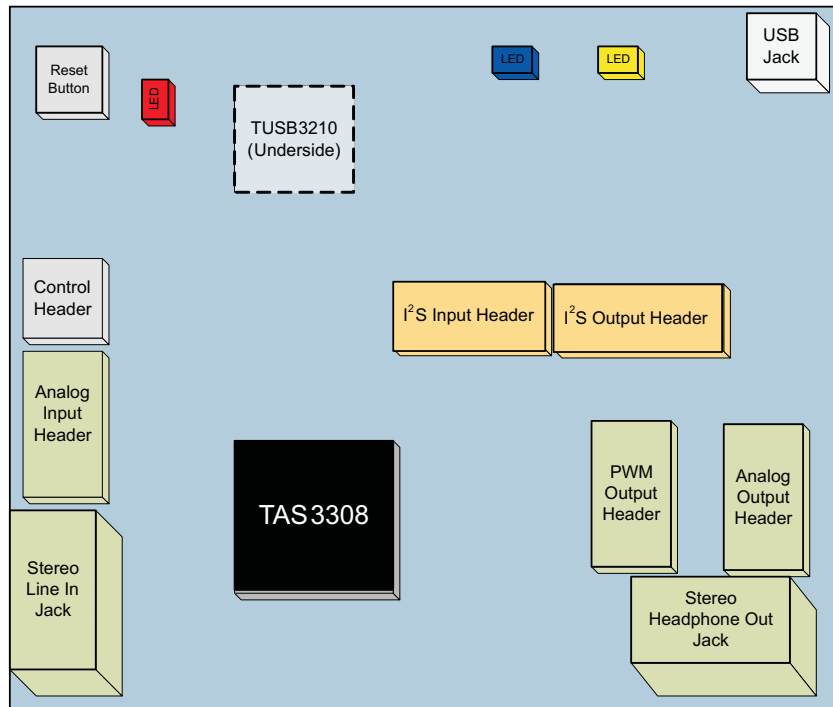 Reset
Button
LED
TUSB3210
(Underside)
LED
LED
USB
Jack
Control
Header
I²S Input Header
I²S Output Header
Analog
Input
Header
TAS3308
PWM
Output
Header
Analog
Output
Header
Stereo
Line In
Jack
Stereo
Headphone Out
Jack